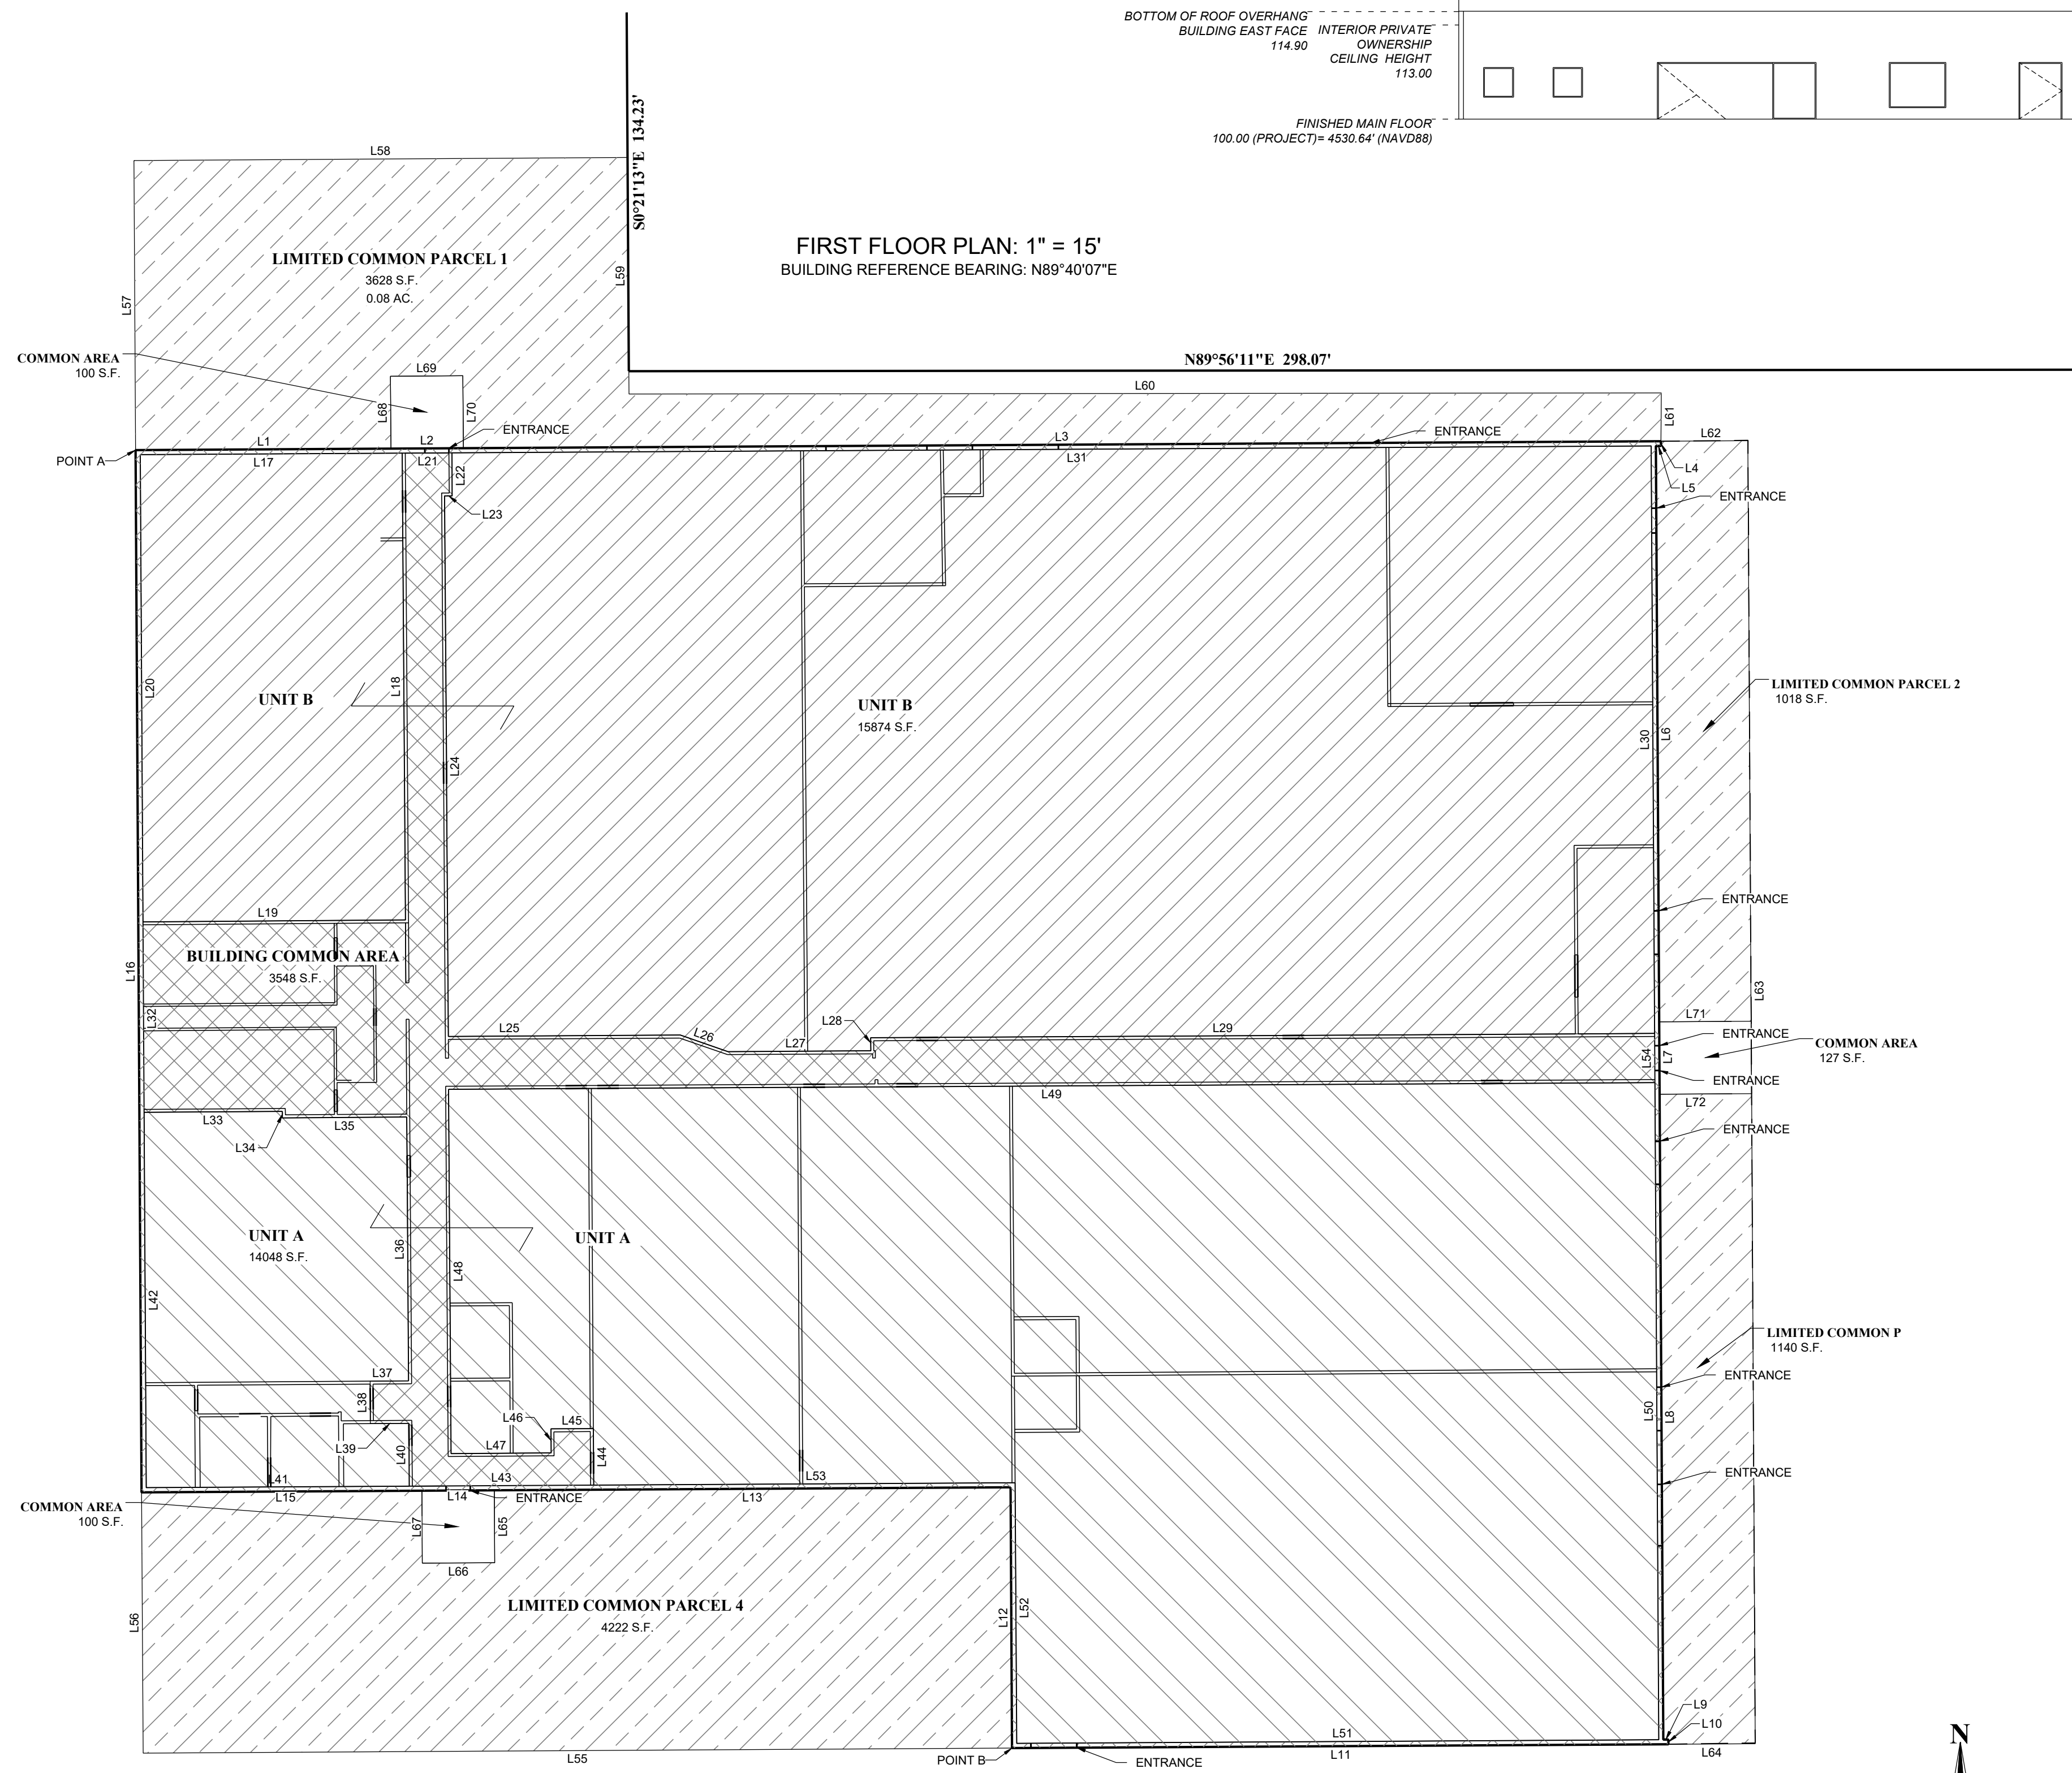 BOTTOM OF ROOF OVERHANG
BUILDING EAST FACE
114.90
INTERIOR PRIVATE
OWNERSHIP
CEILING HEIGHT
113.00
FINISHED MAIN FLOOR
100.00 (PROJECT)= 4530.64' (NAVD88)
S0°21'13"E 134.23'
L58
FIRST FLOOR PLAN: 1" = 15'
BUILDING REFERENCE BEARING: N89°40'07"E
LIMITED COMMON PARCEL 1
3628 S.F.
0.08 AC.
L57
L59
N89°56'11"E 298.07'
COMMON AREA
100 S.F.
L69
L68
L70
L60
L61
ENTRANCE
ENTRANCE
L62
L1
L2
L3
POINT A
L17
L21
L22
L31
L4
L5
ENTRANCE
L23
L20
L18
UNIT B
UNIT B
15874 S.F.
L24
L30
L6
LIMITED COMMON PARCEL 2
1018 S.F.
ENTRANCE
L19
BUILDING COMMON AREA
3548 S.F.
L16
L32
L63
L71
L25
L26
L27
L28
L29
ENTRANCE
L54
L7
COMMON AREA
127 S.F.
ENTRANCE
L49
L72
L33
L34
L35
ENTRANCE
UNIT A
14048 S.F.
UNIT A
L36
L48
L42
LIMITED COMMON P
1140 S.F.
ENTRANCE
L37
L38
L39
L40
L46
L45
L47
L44
L50
L8
ENTRANCE
L41
L43
L53
L15
L14
ENTRANCE
L13
COMMON AREA
100 S.F.
L67
L65
L66
LIMITED COMMON PARCEL 4
4222 S.F.
L56
L12
L52
L9
L10
L51
N
L55
POINT B
ENTRANCE
L11
L64